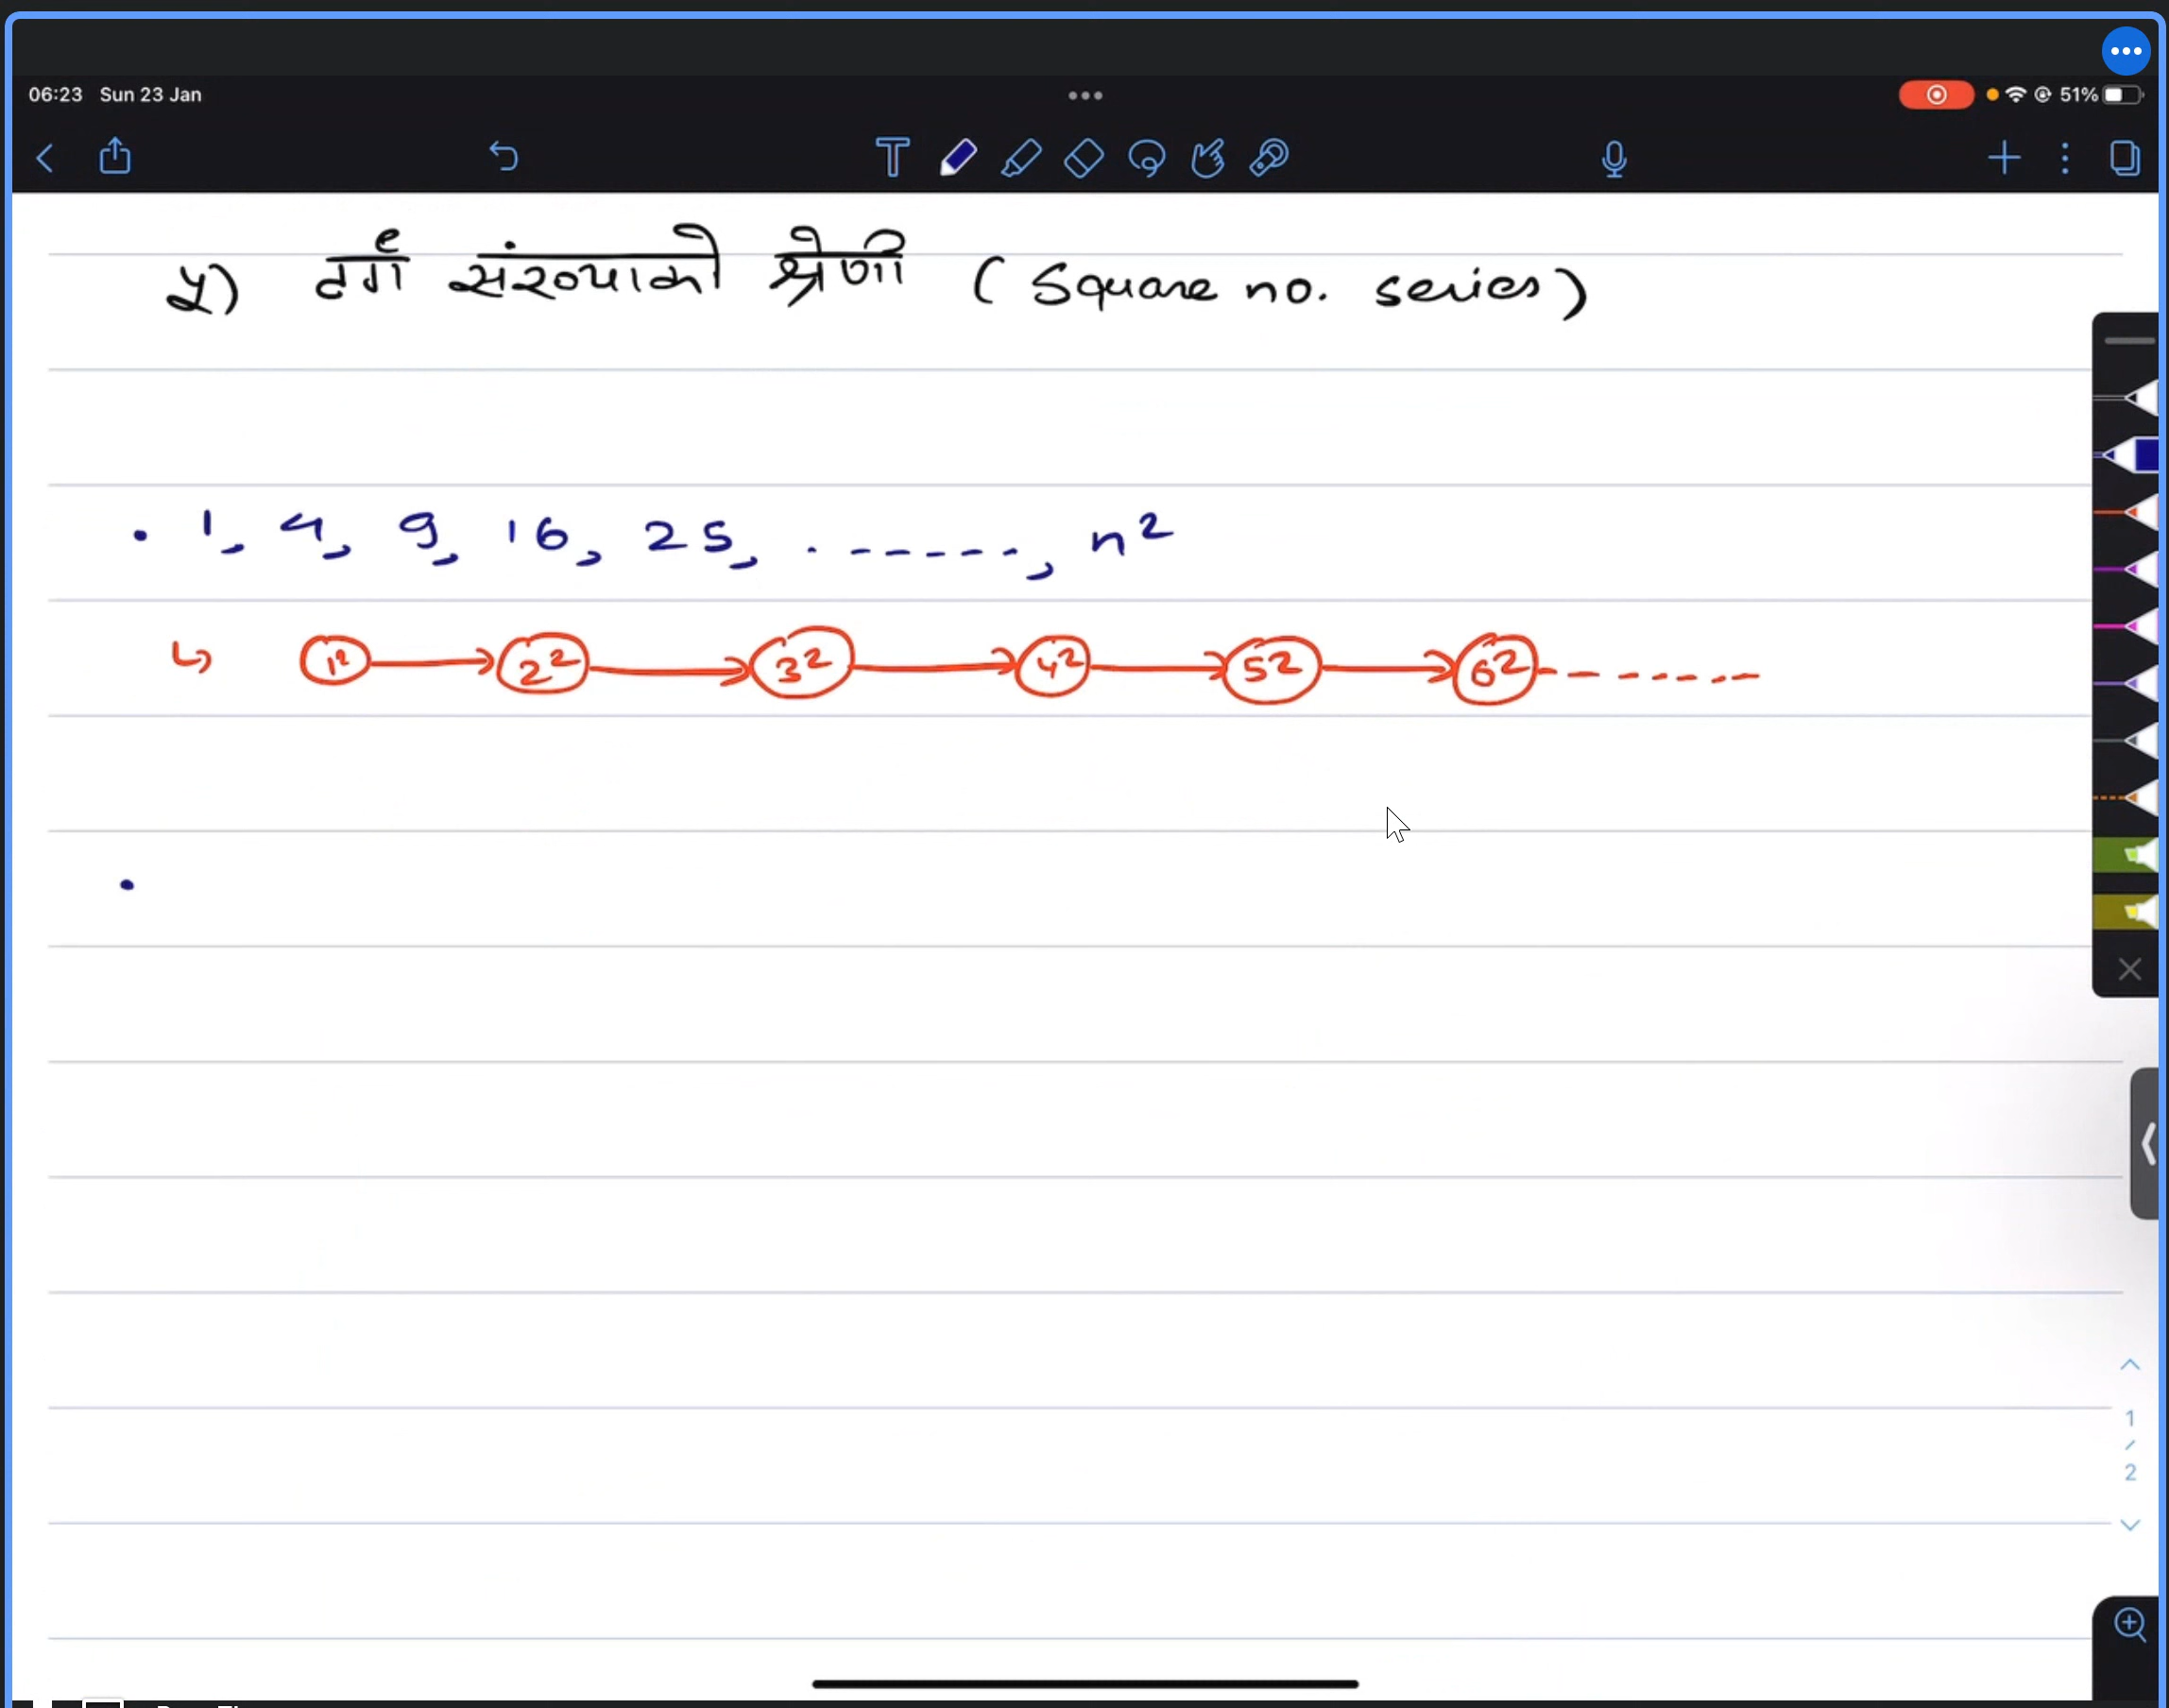 06:23 Sun 23 Jan
51%
५) वर्ग संख्याको श्रेणी (Square no. series)
• 1, 4, 9, 16, 25, . ------, n²
↳ 1² → 2² → 3² → 4² → 5² → 6² -------
•
1
/
2